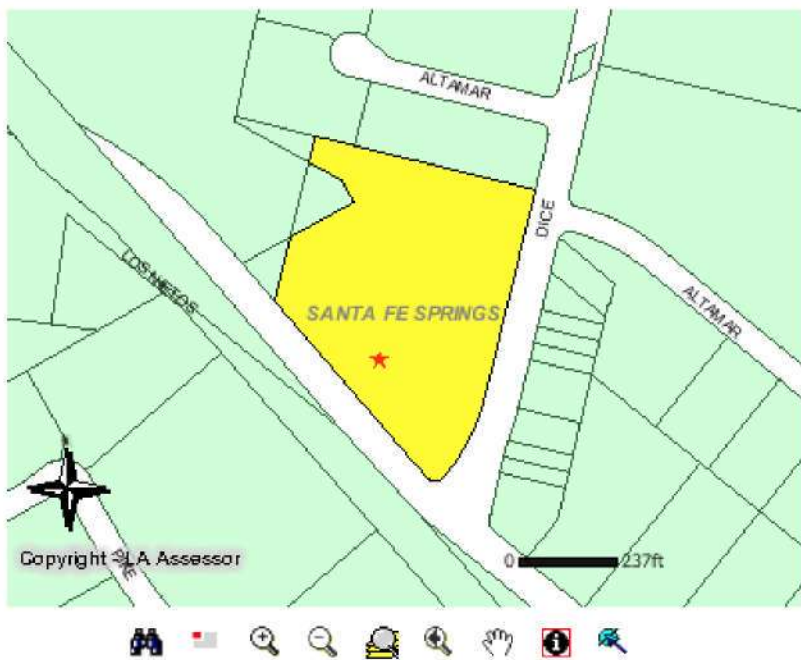 ALTAMAR
DICE
LOS NIETOS
ALTAMAR
SANTA FE SPRINGS
Copyright - LA Assessor
0 237ft